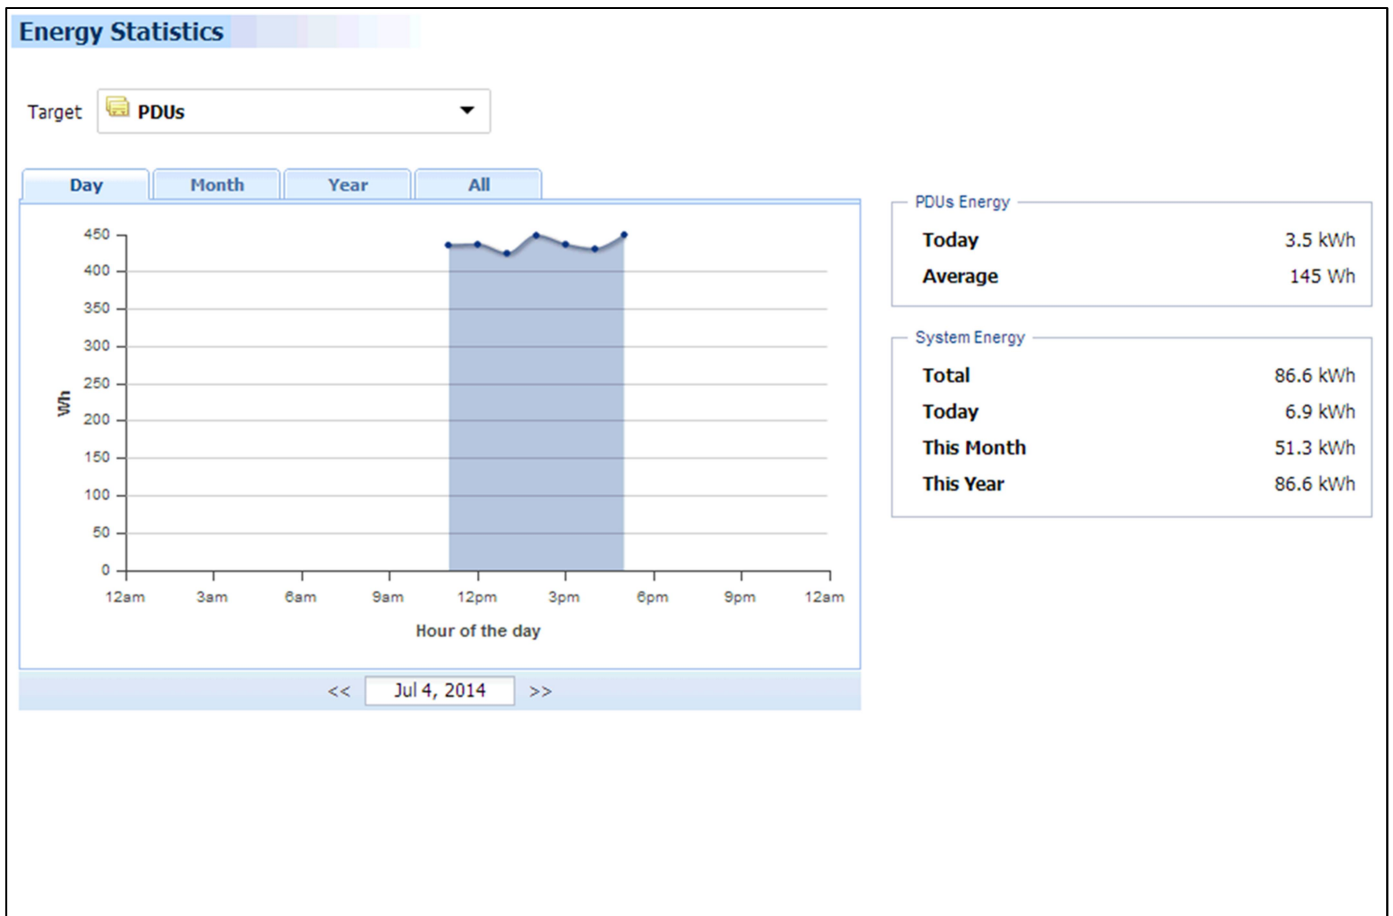 Energy Statistics
Target PDUs
Day Month Year All
450
400
350
300
250
200
150
100
50
0
Wh
12am 3am 6am 9am 12pm 3pm 6pm 9pm 12am
Hour of the day
<< Jul 4, 2014 >>
PDUs Energy
Today 3.5 kWh
Average 145 Wh
System Energy
Total 86.6 kWh
Today 6.9 kWh
This Month 51.3 kWh
This Year 86.6 kWh